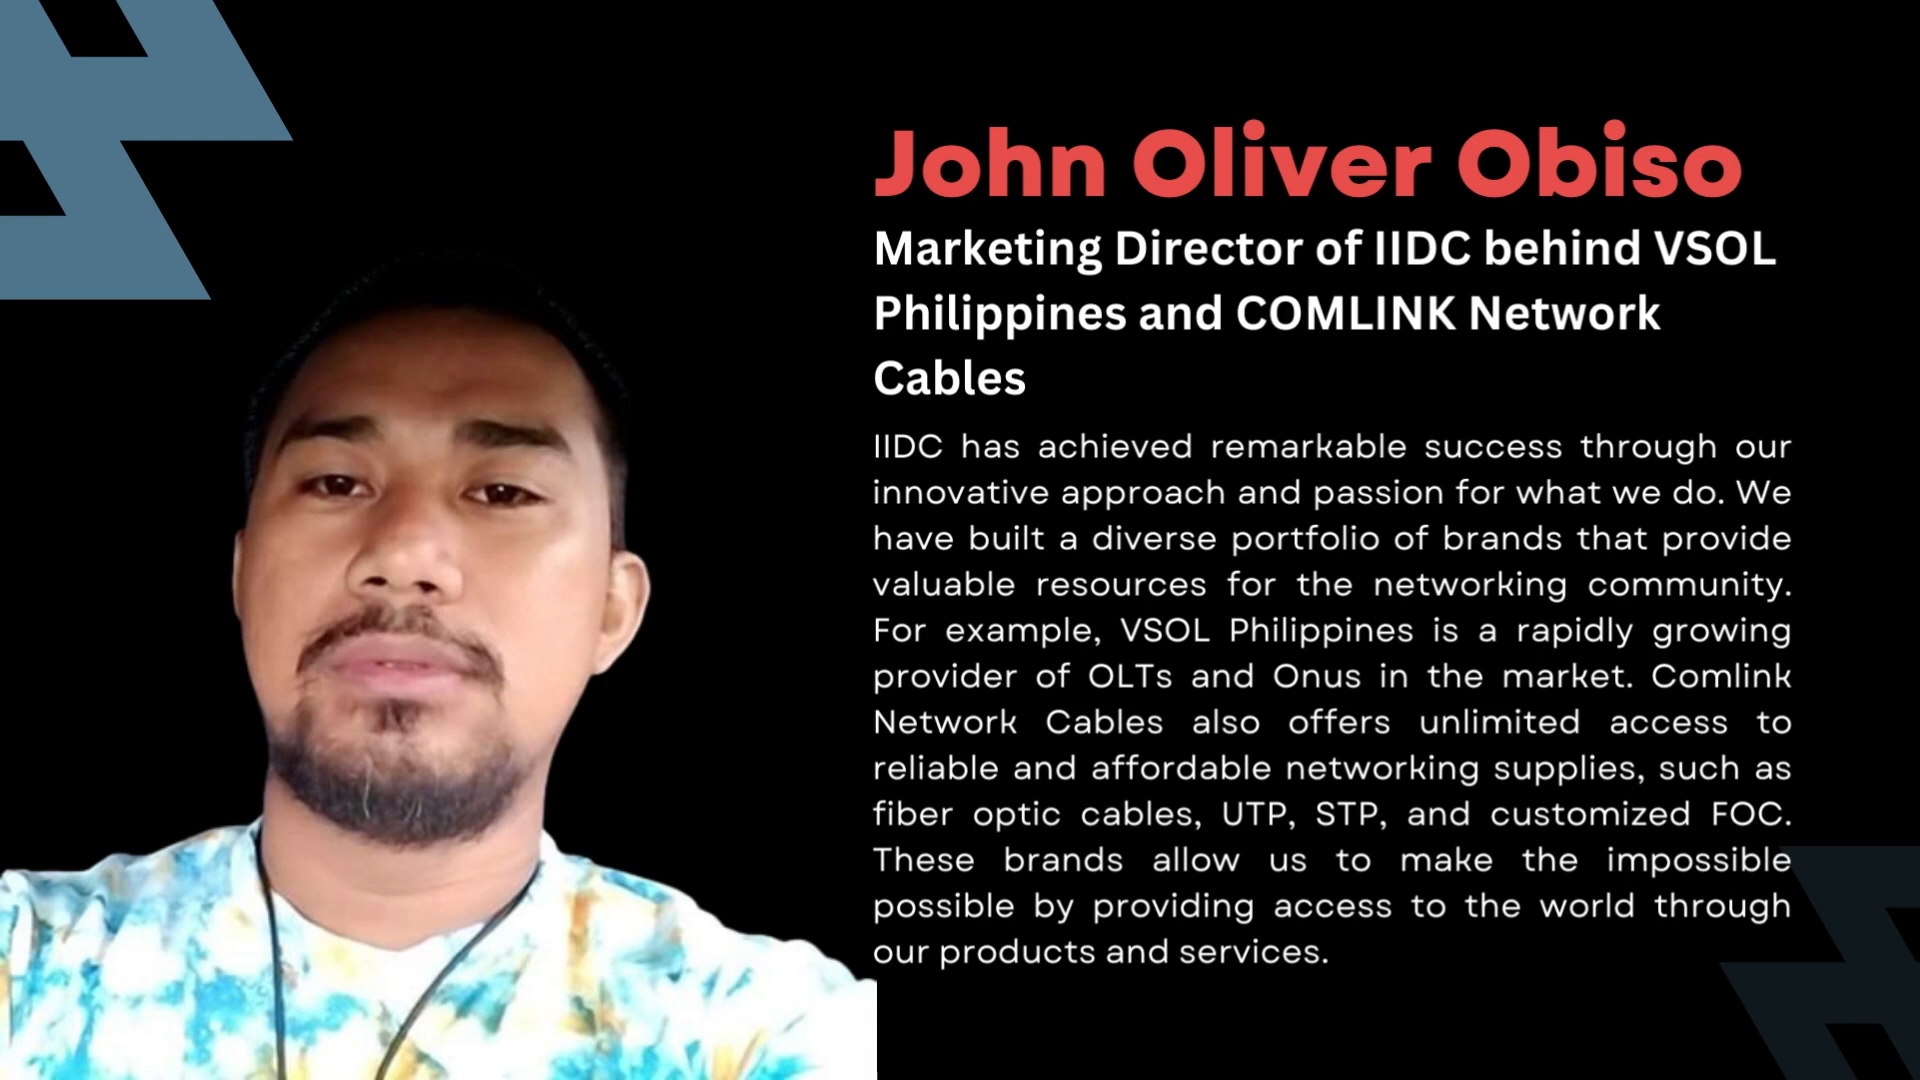 John Oliver Obiso
Marketing Director of IIDC behind VSOL
Philippines and COMLINK Network
Cables
IIDC has achieved remarkable success through our
innovative approach and passion for what we do. We
have built a diverse portfolio of brands that provide
valuable resources for the networking community.
For example, VSOL Philippines is a rapidly growing
provider of OLTs and Onus in the market. Comlink
Network Cables also offers unlimited access to
reliable and affordable networking supplies, such as
fiber optic cables, UTP, STP, and customized FOC.
These brands allow us to make the impossible
possible by providing access to the world through
our products and services.